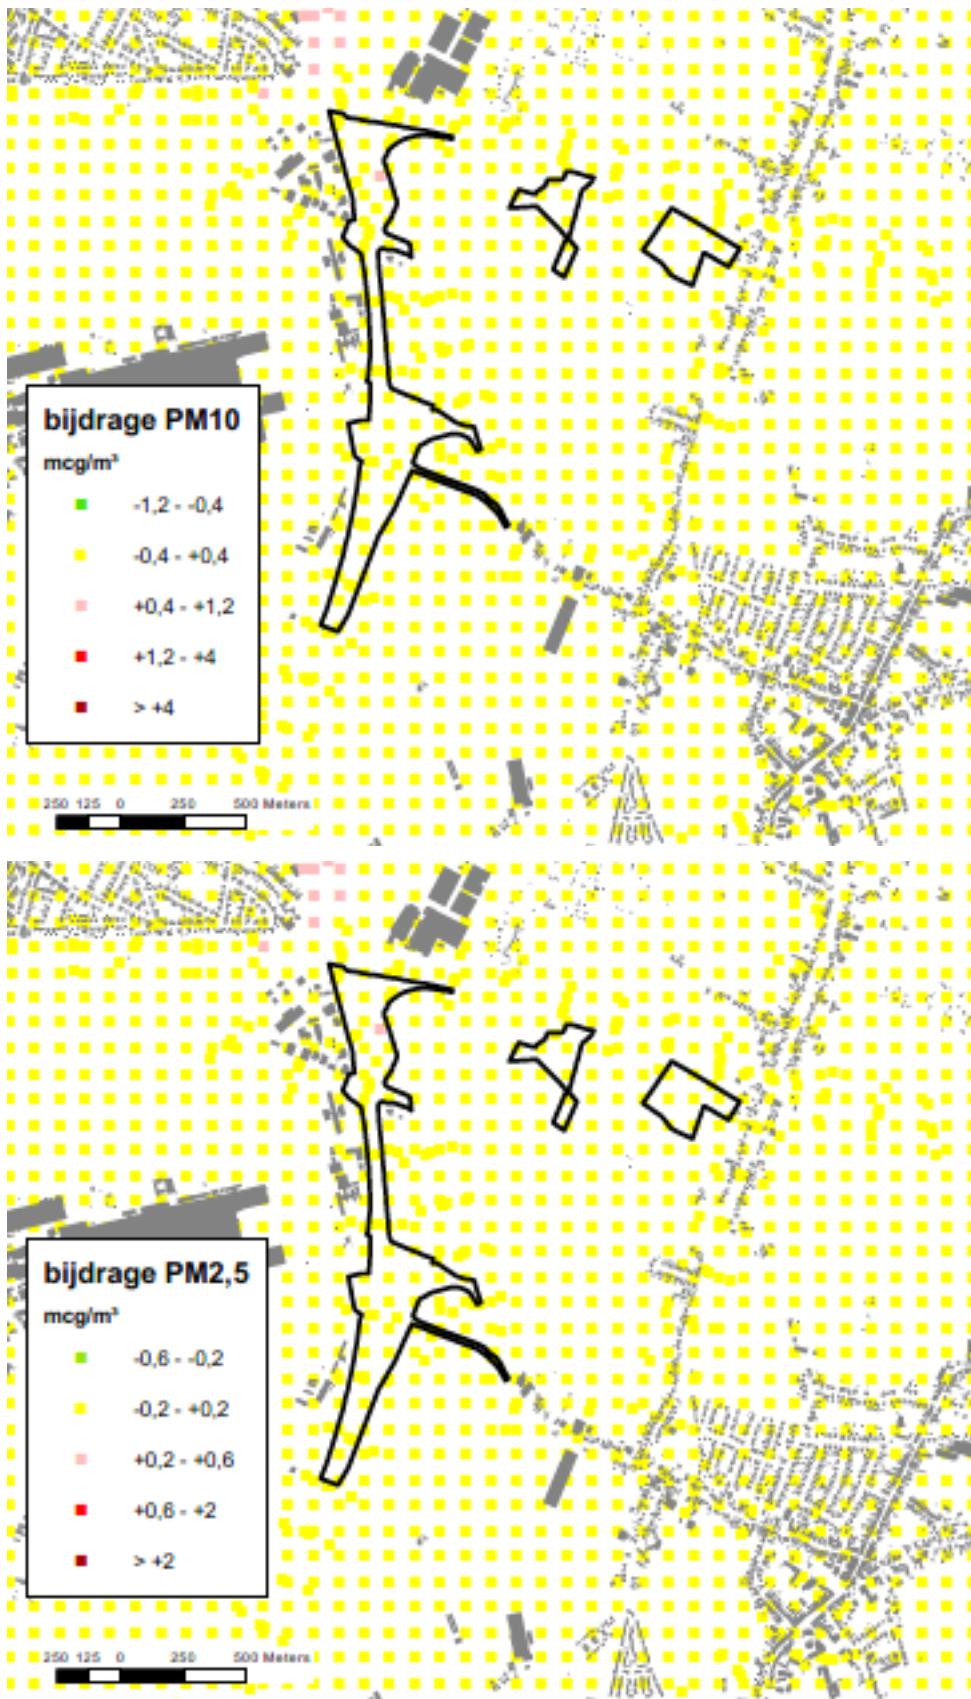 bijdrage PM10
mcg/m³
-1,2 - -0,4
-0,4 - +0,4
+0,4 - +1,2
+1,2 - +4
> +4
250 125 0 250 500 Meters
bijdrage PM2,5
mcg/m³
-0,6 - -0,2
-0,2 - +0,2
+0,2 - +0,6
+0,6 - +2
> +2
250 125 0 250 500 Meters